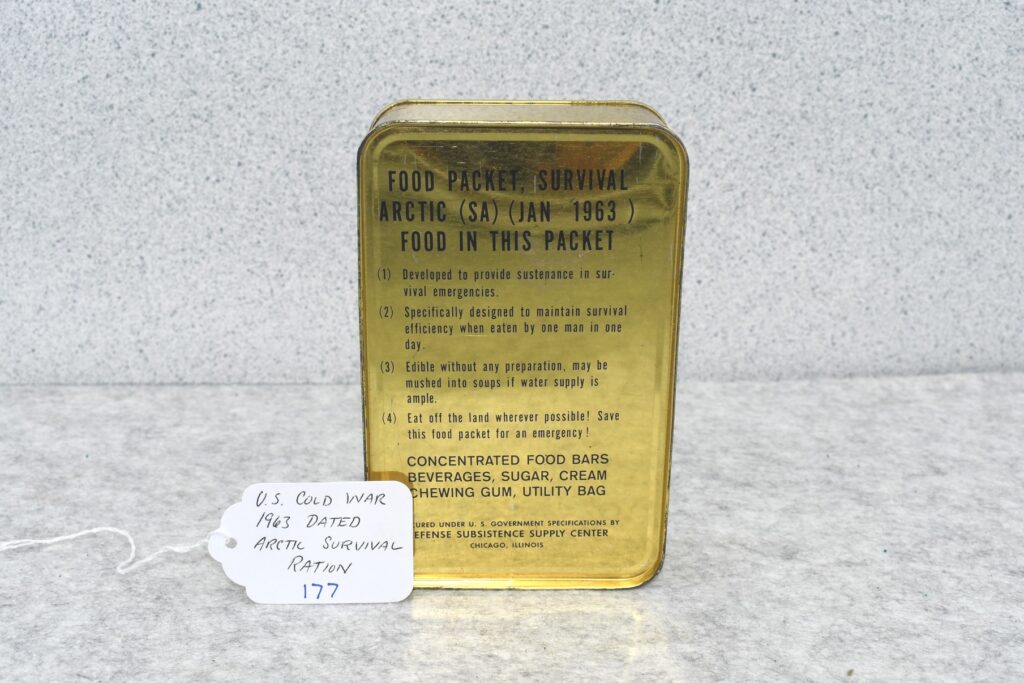 FOOD PACKET, SURVIVAL
ARCTIC (SA) (JAN 1963 )
FOOD IN THIS PACKET
(1) Developed to provide sustenance in sur-
vival emergencies.
(2) Specifically designed to maintain survival
efficiency when eaten by one man in one
day.
(3) Edible without any preparation, may be
mushed into soups if water supply is
ample.
(4) Eat off the land wherever possible! Save
this food packet for an emergency!
CONCENTRATED FOOD BARS
BEVERAGES, SUGAR, CREAM
CHEWING GUM, UTILITY BAG
UNDER U. S. GOVERNMENT SPECIFICATIONS BY
EFENSE SUBSISTENCE SUPPLY CENTER
CHICAGO, ILLINOIS
U.S. COLD WAR
1963 DATED
ARCTIC SURVIVAL
RATION
177